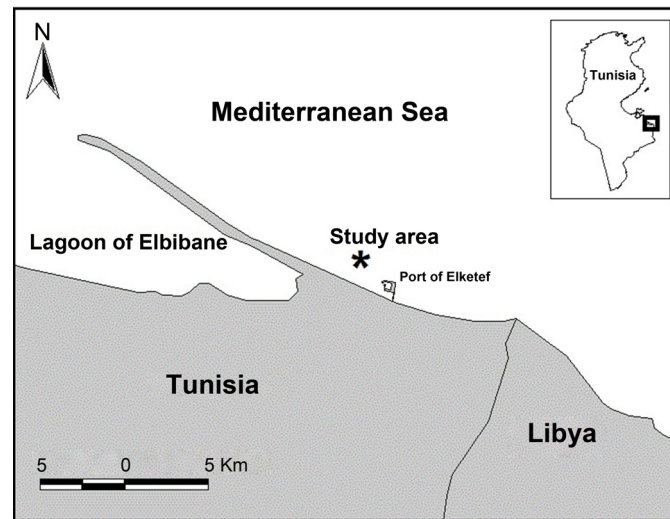 N
Tunisia
Mediterranean Sea
Lagoon of Elbibane
Study area
*
Port of Elketef
Tunisia
Libya
5 0 5 Km